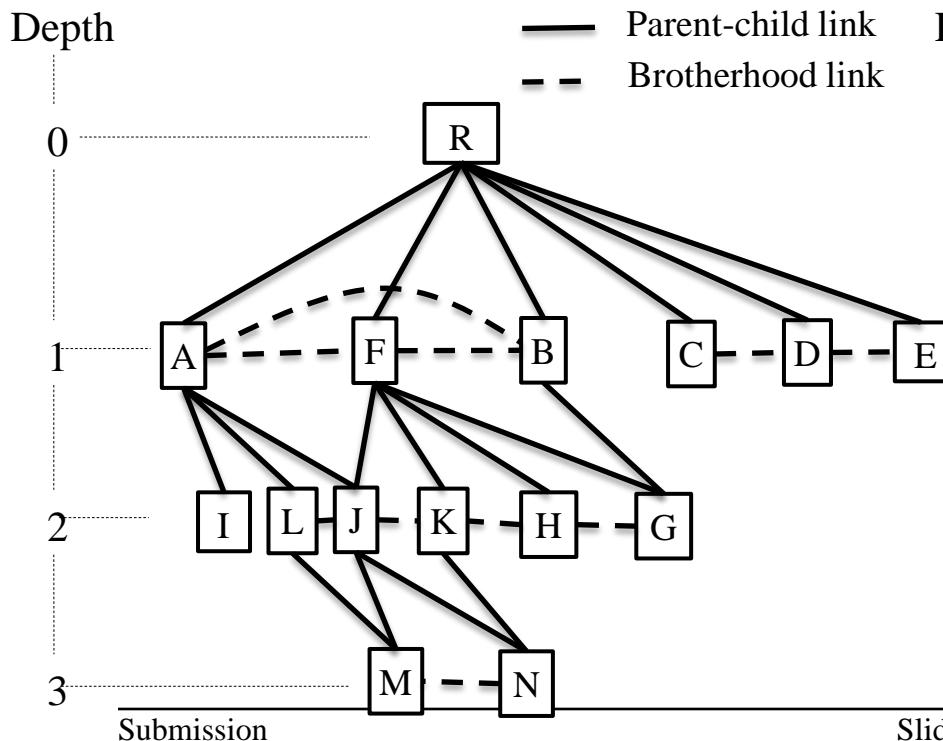 Depth
Parent-child link
Brotherhood link
0
R
1
A
F
B
C
D
E
2
I
L
J
K
H
G
3
M
N
Submission